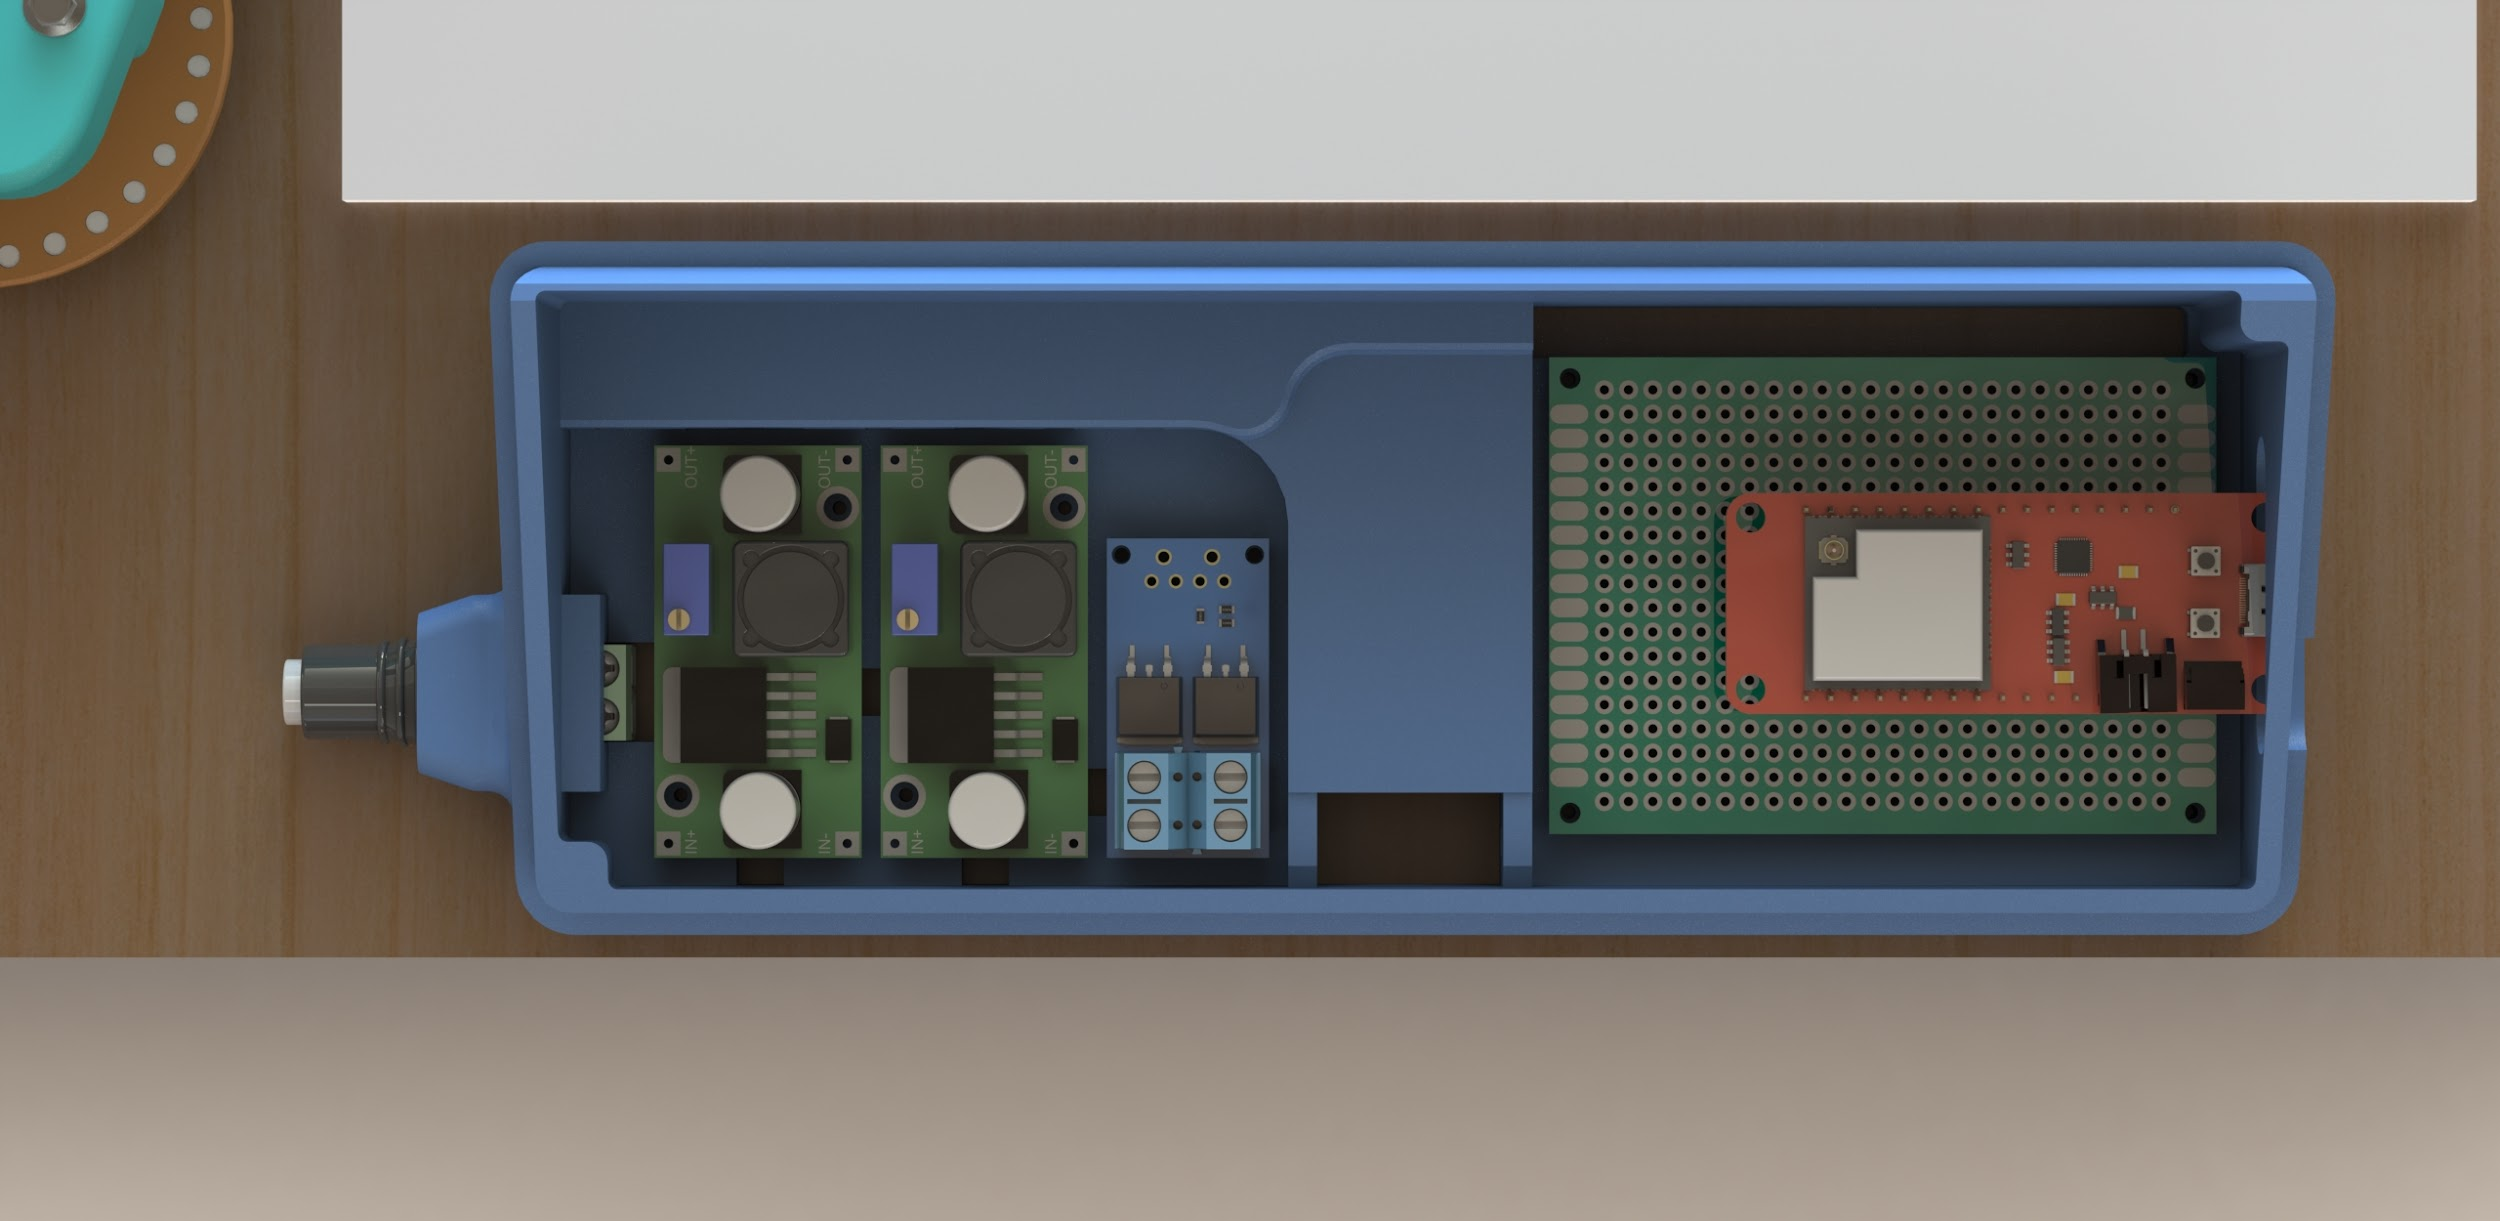 OUT+ OUT- OUT+ OUT-
IN+ IN- IN+ IN-